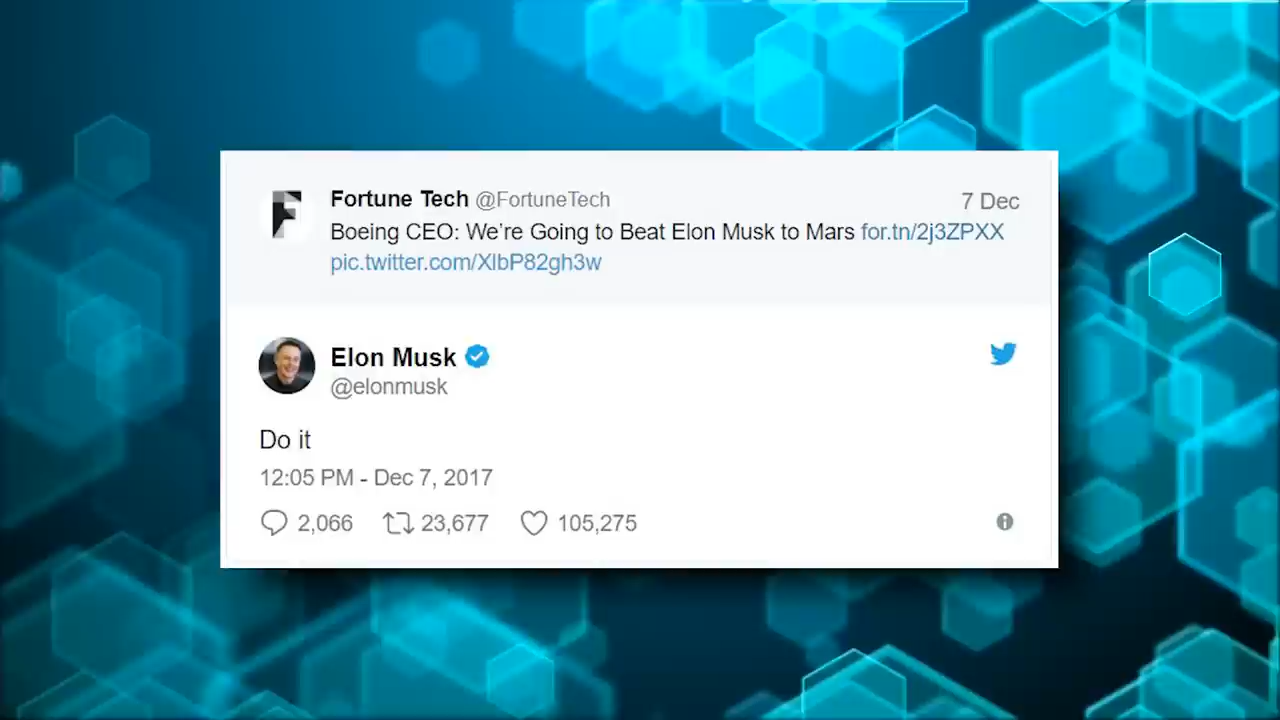 Fortune Tech @FortuneTech 7 Dec
Boeing CEO: We're Going to Beat Elon Musk to Mars for.tn/2j3ZPXX
pic.twitter.com/XlbP82gh3w
Elon Musk
@elonmusk
Do it
12:05 PM - Dec 7, 2017
2,066 23,677 105,275